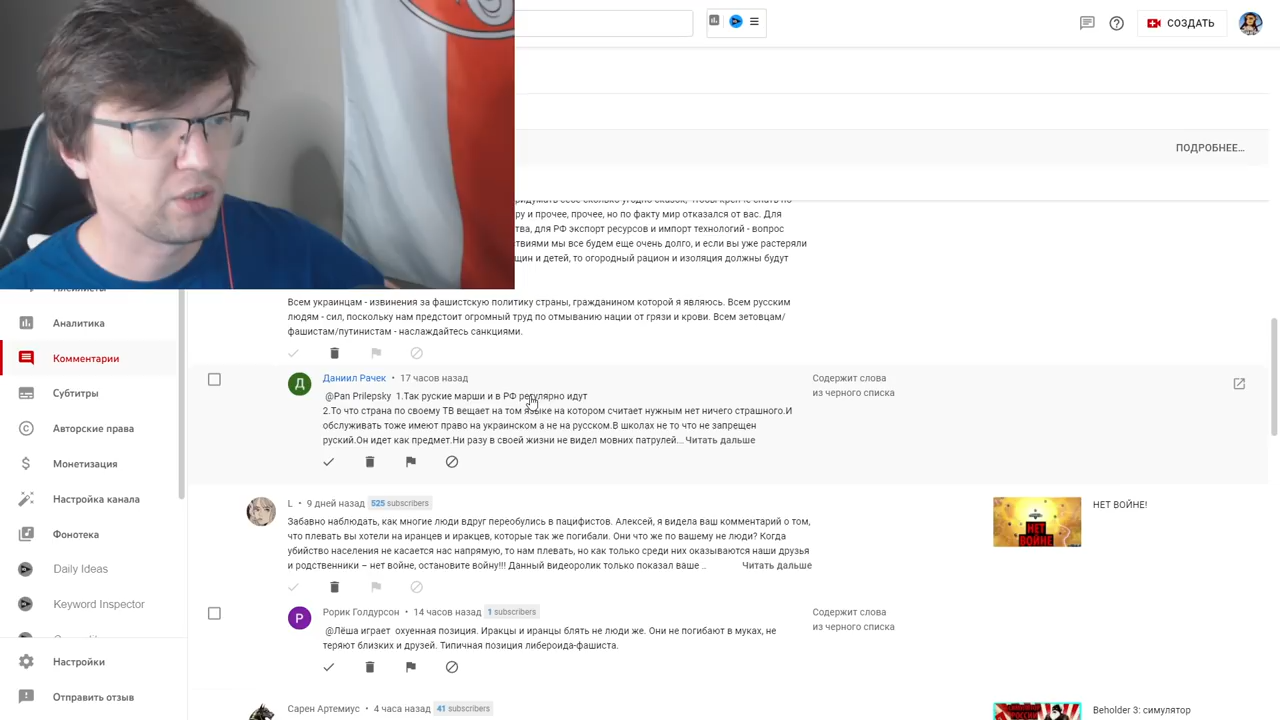 СОЗДАТЬ
ПОДРОБНЕЕ...
ру и прочее, прочее, но по факту мир отказался от вас. Для
тва, для РФ экспорт ресурсов и импорт технологий - вопрос
ствиями мы все будем еще очень долго, и если вы уже растеряли
щин и детей, то огородный рацион и изоляция должны будут
Всем украинцам - извинения за фашистскую политику страны, гражданином которой я являюсь. Всем русским
людям - сил, поскольку нам предстоит огромный труд по отмыванию нации от грязи и крови. Всем зетовцам/
фашистам/путинистам - наслаждайтесь санкциями.
Аналитика
Комментарии
Субтитры
Авторские права
Монетизация
Настройка канала
Фонотека
Daily Ideas
Keyword Inspector
Настройки
Отправить отзыв
Даниил Рачек • 17 часов назад
Содержит слова
из черного списка
@Pan Prilepsky 1.Так руские марши и в РФ регулярно идут
2.То что страна по своему ТВ вещает на том языке на котором считает нужным нет ничего страшного.И
обслуживать тоже имеют право на украинском а не на русском.В школах не то что не запрещен
руский.Он идет как предмет.Ни разу в своей жизни не видел мовних патрулей... Читать дальше
L • 9 дней назад 525 subscribers
НЕТ ВОЙНЕ!
НЕТ
ВОЙНЕ
Забавно наблюдать, как многие люди вдруг переобулись в пацифистов. Алексей, я видела ваш комментарий о том,
что плевать вы хотели на иранцев и иракцев, которые так же погибали. Они что же по вашему не люди? Когда
убийство населения не касается нас напрямую, то нам плевать, но как только среди них оказываются наши друзья
и родственники – нет войне, остановите войну!!! Данный видеоролик только показал ваше .. Читать дальше
Рорик Голдурсон • 14 часов назад 1 subscribers
Содержит слова
из черного списка
@Лёша играет охуенная позиция. Иракцы и иранцы блять не люди же. Они не погибают в муках, не
теряют близких и друзей. Типичная позиция либероида-фашиста.
Сарен Артемиус • 4 часа назад 41 subscribers
Beholder 3: симулятор